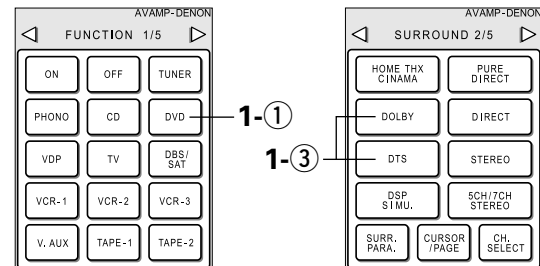 AVAMP-DENON
FUNCTION 1/5
ON OFF TUNER
PHONO CD DVD
VDP TV DBS/
SAT
VCR-1 VCR-2 VCR-3
V. AUX TAPE-1 TAPE-2
1-①
AVAMP-DENON
SURROUND 2/5
HOME THX
CINAMA
PURE
DIRECT
DOLBY DIRECT
DTS STEREO
DSP
SIMU.
5CH/7CH
STEREO
SURR.
PARA.
CURSOR
/PAGE
CH.
SELECT
1-③